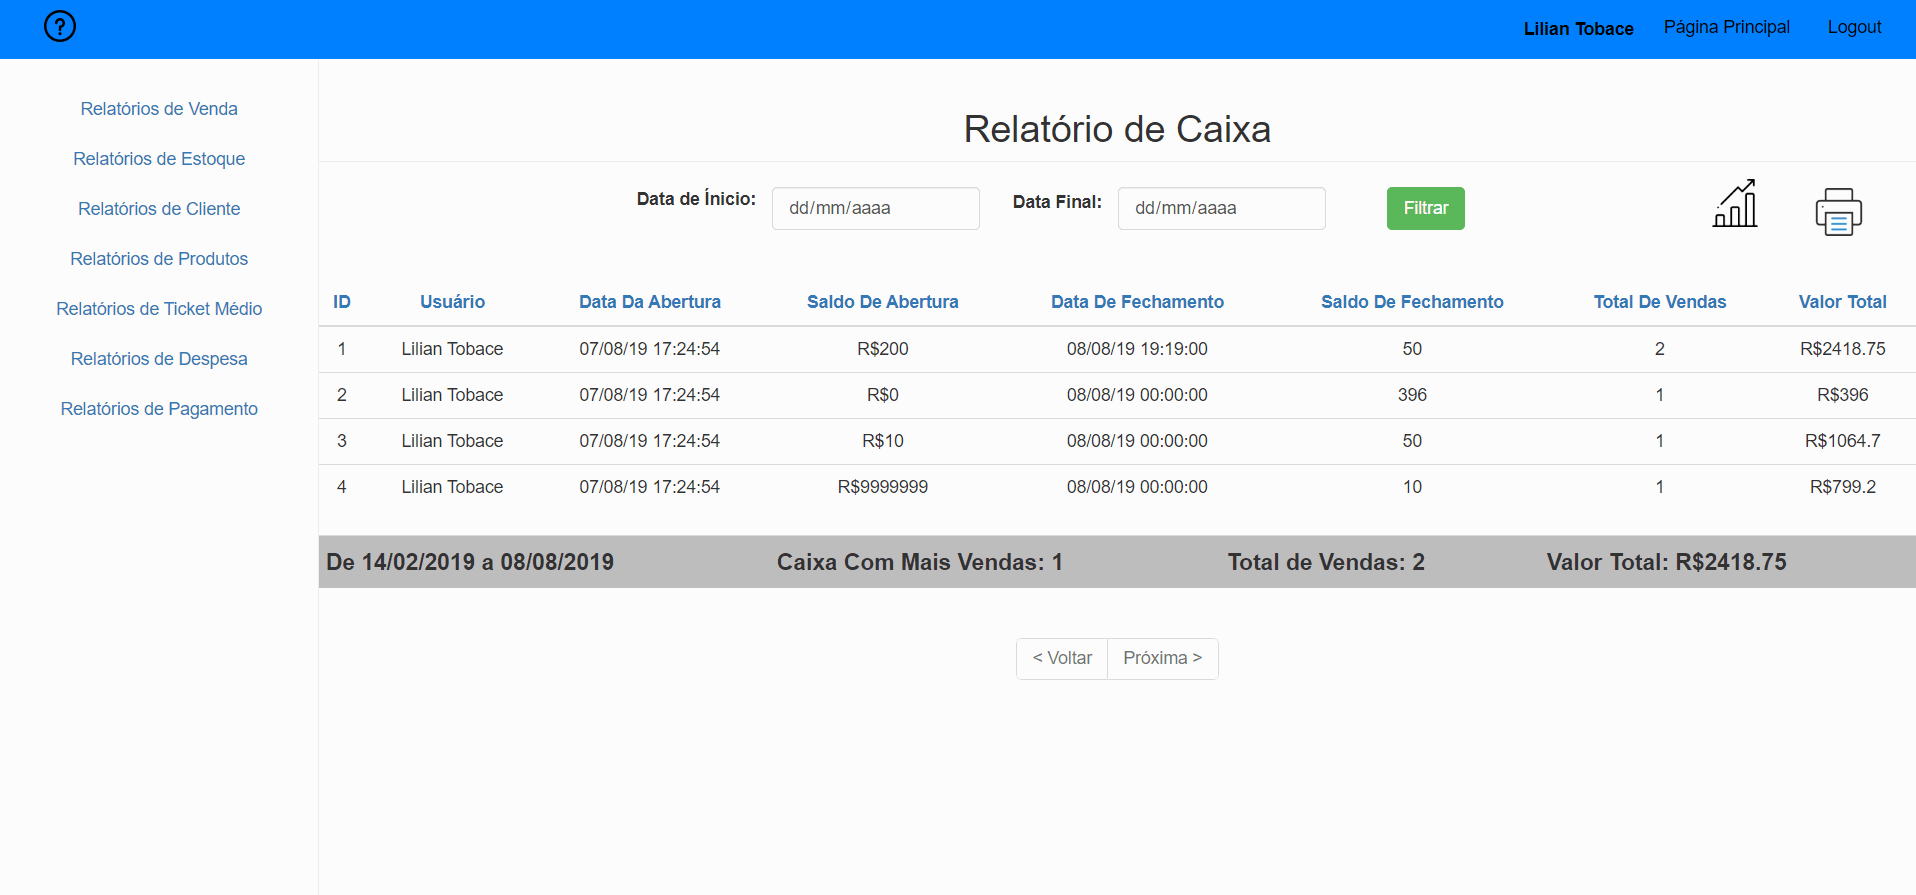 ? Lilian Tobace Página Principal Logout
Relatórios de Venda
Relatórios de Estoque
Relatórios de Cliente
Relatórios de Produtos
Relatórios de Ticket Médio
Relatórios de Despesa
Relatórios de Pagamento
Relatório de Caixa
Data de Ínicio: dd/mm/aaaa Data Final: dd/mm/aaaa Filtrar
ID Usuário Data Da Abertura Saldo De Abertura Data De Fechamento Saldo De Fechamento Total De Vendas Valor Total
1 Lilian Tobace 07/08/19 17:24:54 R$200 08/08/19 19:19:00 50 2 R$2418.75
2 Lilian Tobace 07/08/19 17:24:54 R$0 08/08/19 00:00:00 396 1 R$396
3 Lilian Tobace 07/08/19 17:24:54 R$10 08/08/19 00:00:00 50 1 R$1064.7
4 Lilian Tobace 07/08/19 17:24:54 R$9999999 08/08/19 00:00:00 10 1 R$799.2
De 14/02/2019 a 08/08/2019 Caixa Com Mais Vendas: 1 Total de Vendas: 2 Valor Total: R$2418.75
< Voltar Próxima >